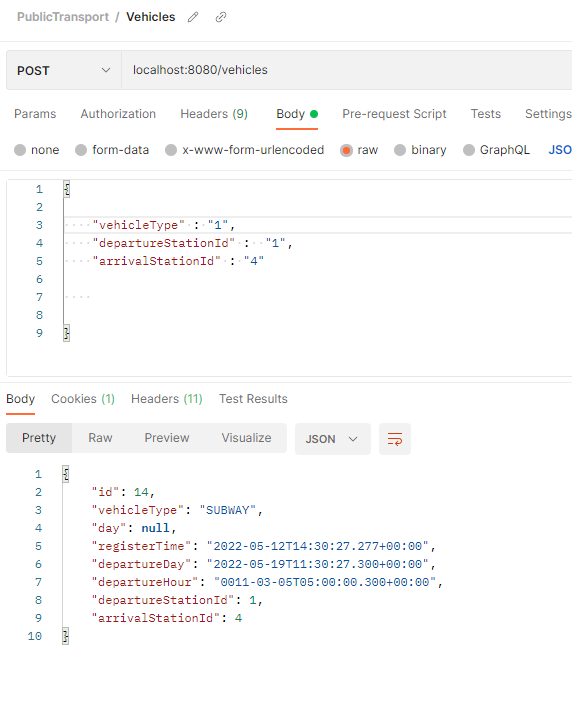 PublicTransport / Vehicles
POST localhost:8080/vehicles
Params Authorization Headers (9) Body Pre-request Script Tests Settings
none form-data x-www-form-urlencoded raw binary GraphQL JSO
1 {
2
3 "vehicleType" : "1",
4 "departureStationId" : "1",
5 "arrivalStationId" : "4"
6
7
8
9 }
Body Cookies (1) Headers (11) Test Results
Pretty Raw Preview Visualize JSON
1 {
2 "id": 14,
3 "vehicleType": "SUBWAY",
4 "day": null,
5 "registerTime": "2022-05-12T14:30:27.277+00:00",
6 "departureDay": "2022-05-19T11:30:27.300+00:00",
7 "departureHour": "0011-03-05T05:00:00.300+00:00",
8 "departureStationId": 1,
9 "arrivalStationId": 4
10 }